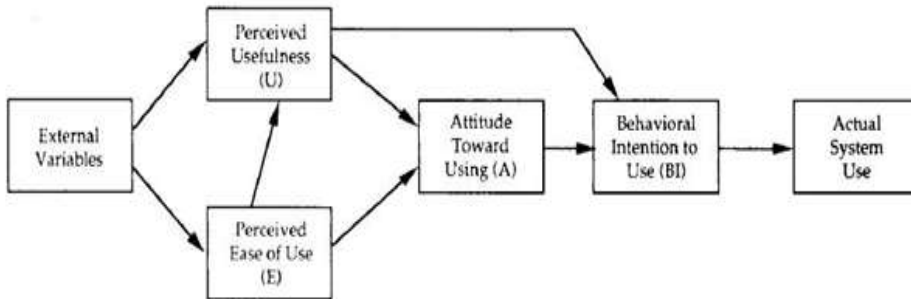 Perceived
Usefulness
(U)
External
Variables
Perceived
Ease of Use
(E)
Attitude
Toward
Using (A)
Behavioral
Intention to
Use (BI)
Actual
System
Use